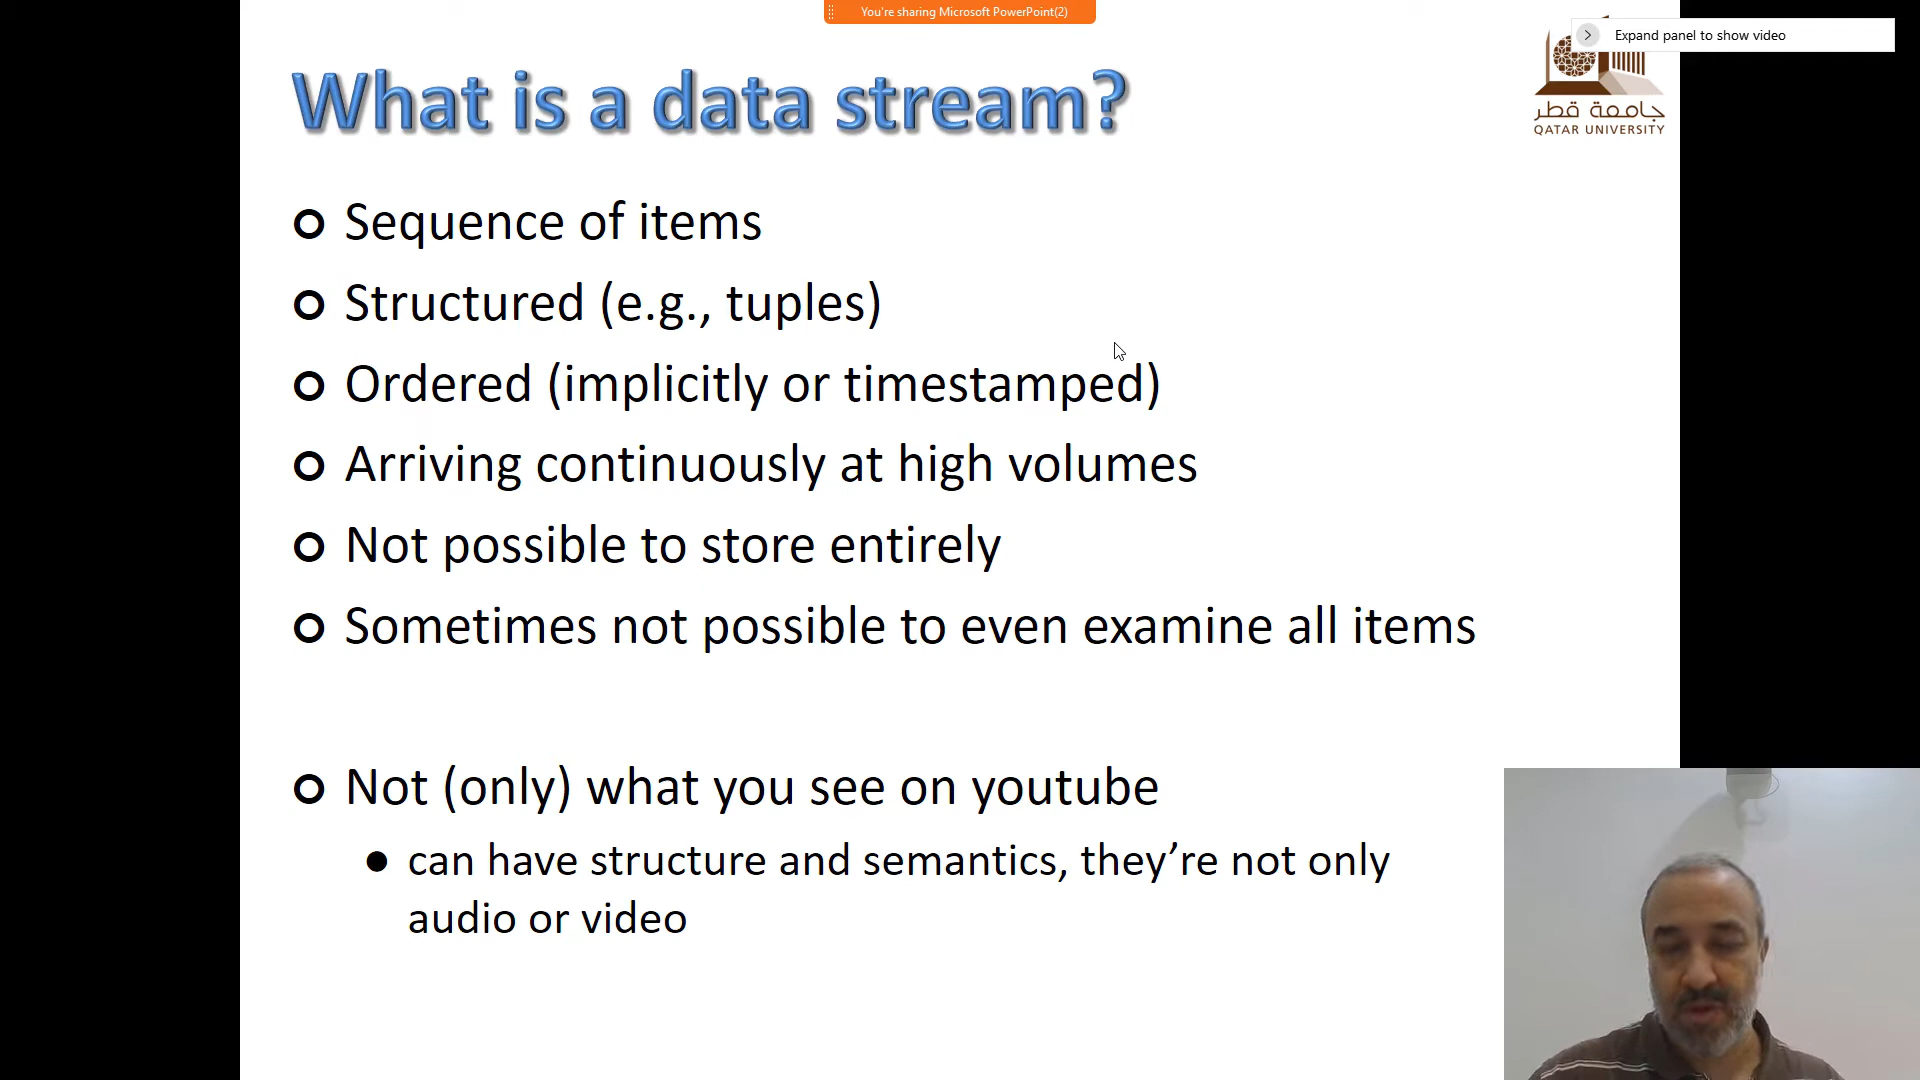 You're sharing Microsoft PowerPoint(2)
Expand panel to show video
What is a data stream?
جامعة قطر
QATAR UNIVERSITY
Sequence of items
Structured (e.g., tuples)
Ordered (implicitly or timestamped)
Arriving continuously at high volumes
Not possible to store entirely
Sometimes not possible to even examine all items
Not (only) what you see on youtube
can have structure and semantics, they’re not only
audio or video